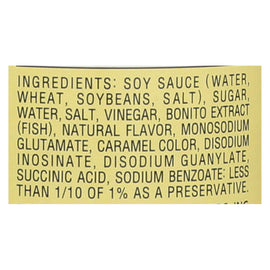 INGREDIENTS: SOY SAUCE (WATER,
WHEAT, SOYBEANS, SALT), SUGAR,
WATER, SALT, VINEGAR, BONITO EXTRACT
(FISH), NATURAL FLAVOR, MONOSODIUM
GLUTAMATE, CARAMEL COLOR, DISODIUM
INOSINATE, DISODIUM GUANYLATE,
SUCCINIC ACID, SODIUM BENZOATE: LESS
THAN 1/10 OF 1% AS A PRESERVATIVE.